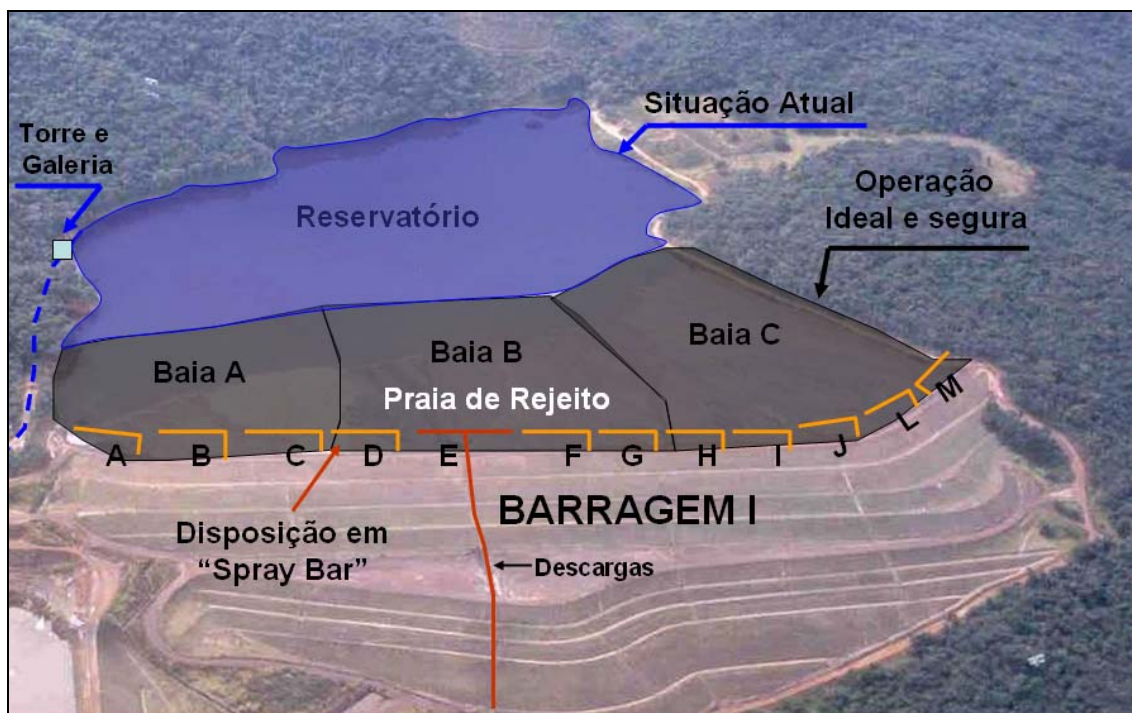 Situação Atual
Torre e
Galeria
Operação
Ideal e segura
Reservatório
Baia C
Baia B
Baia A
Praia de Rejeito
A B C D E F G H I J L M
BARRAGEM I
Disposição em
“Spray Bar”
Descargas